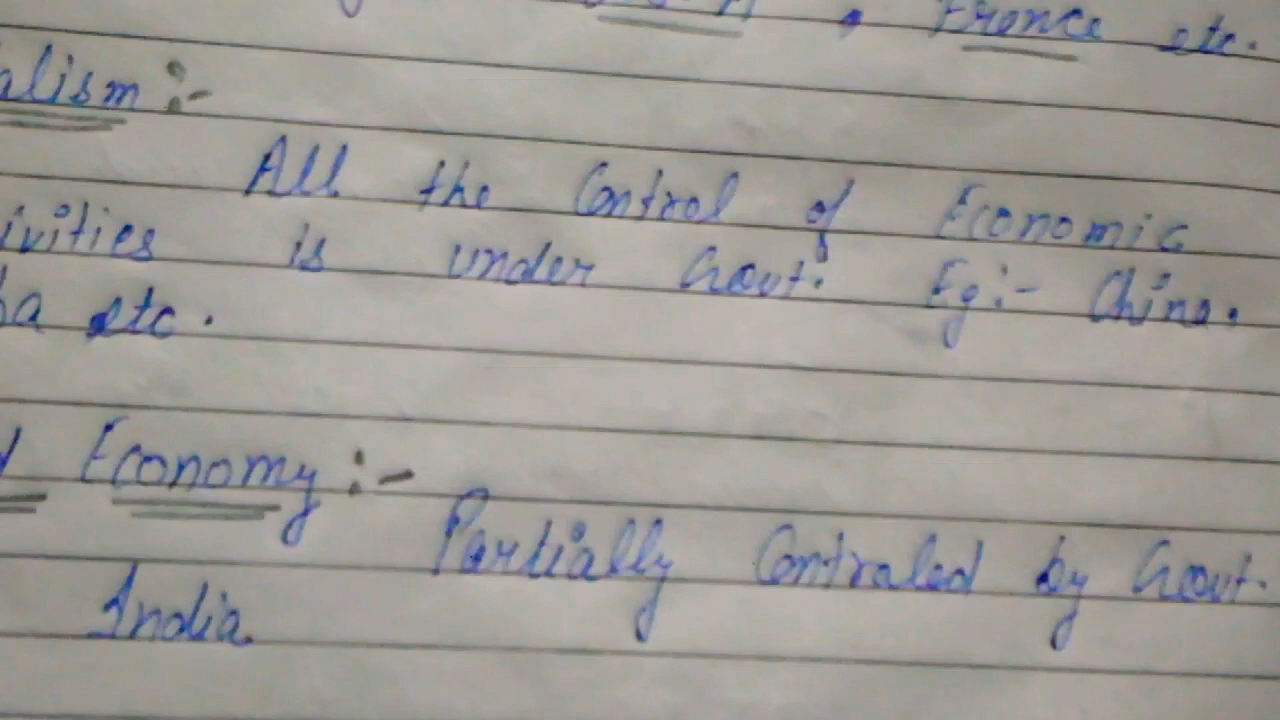 France etc.
alism :-
All the Control of Economic
ivities is under Govt. Eg :- China.
ba etc.
Economy :-
Partially Controled by Govt.
India